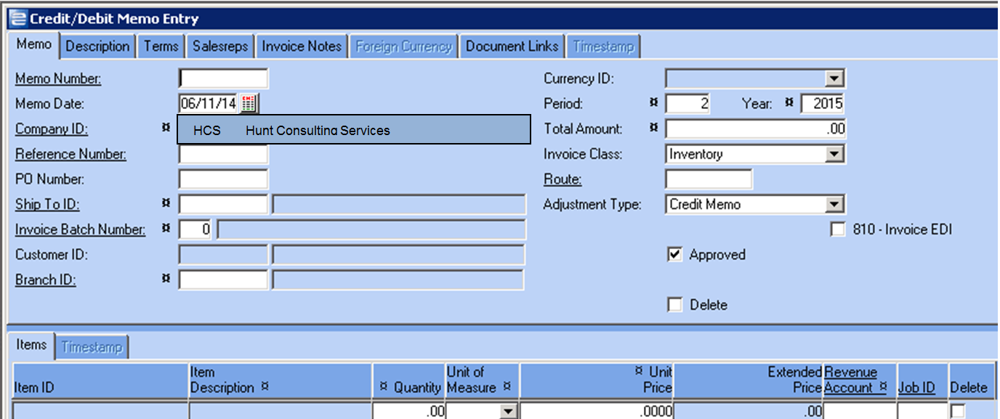 Credit/Debit Memo Entry
Memo Description Terms Salesreps Invoice Notes Foreign Currency Document Links Timestamp
Memo Number:
Memo Date: 06/11/14
Company ID: ¤ HCS Hunt Consulting Services
Reference Number:
PO Number:
Ship To ID: ¤
Invoice Batch Number: ¤ 0
Customer ID:
Branch ID: ¤
Currency ID:
Period: ¤ 2 Year: ¤ 2015
Total Amount: ¤ .00
Invoice Class: Inventory
Route:
Adjustment Type: Credit Memo
810 - Invoice EDI
Approved
Delete
Items Timestamp
Item ID
Item
Description ¤
¤ Quantity
Unit of
Measure ¤
¤ Unit
Price
Extended
Price
Revenue
Account ¤
Job ID
Delete
.00 .0000 .00